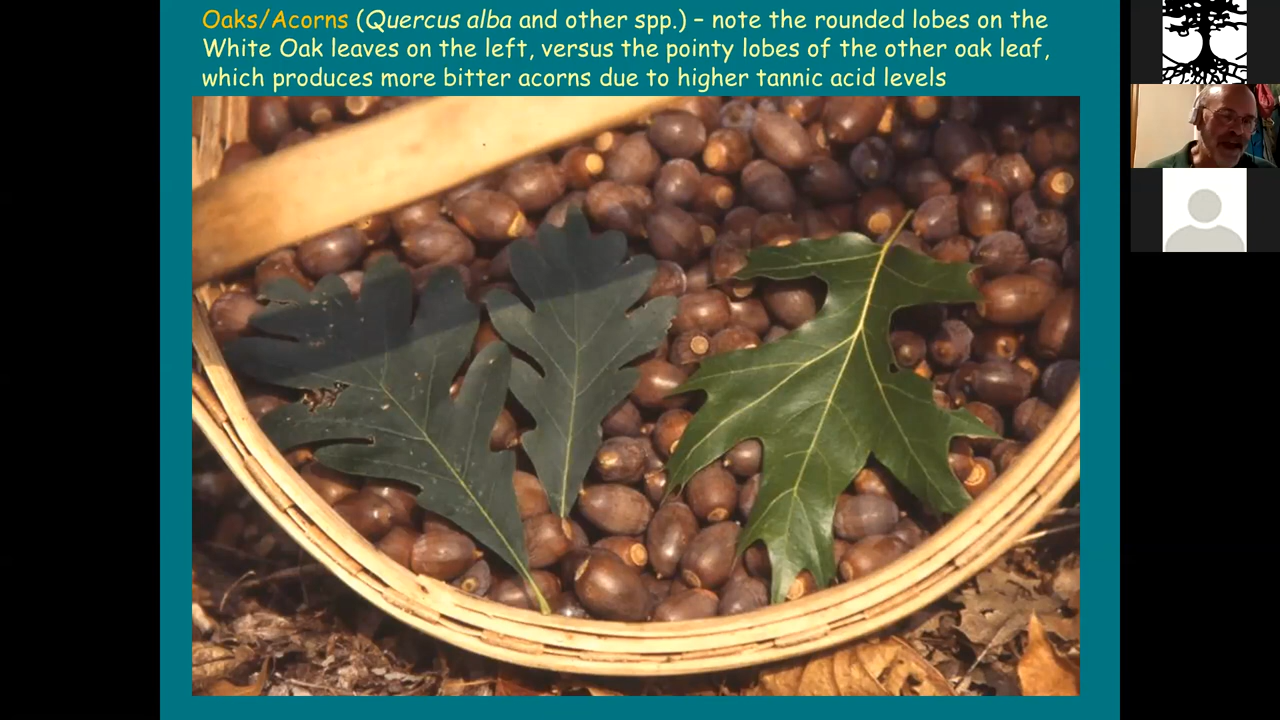 Oaks/Acorns (Quercus alba and other spp.) – note the rounded lobes on the
White Oak leaves on the left, versus the pointy lobes of the other oak leaf,
which produces more bitter acorns due to higher tannic acid levels